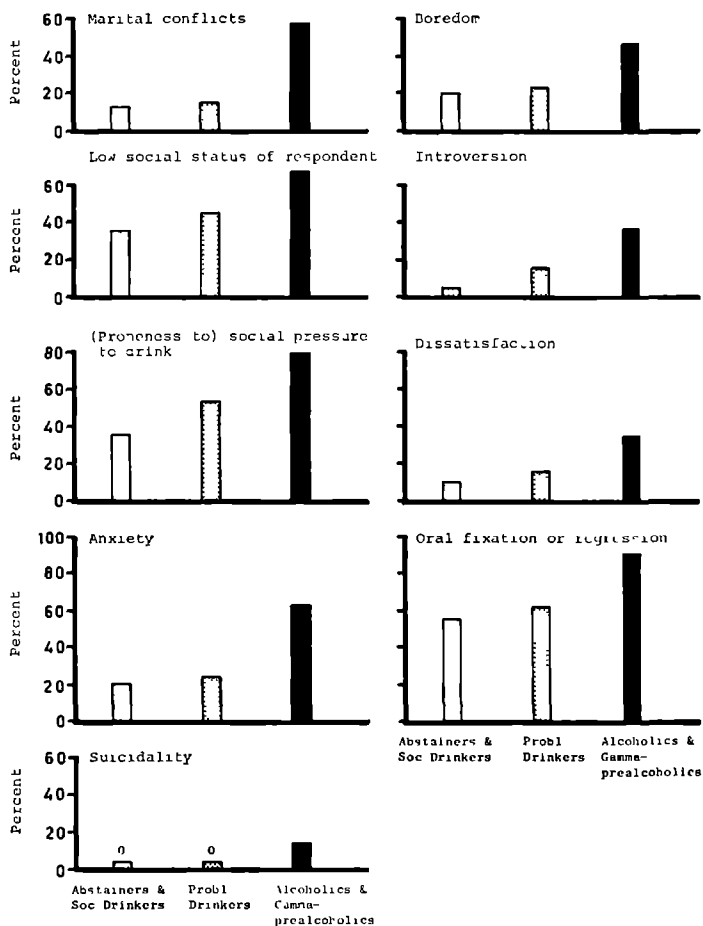 Marital conflicts
Percent
60
40
20
0
Boredom
Low social status of respondent
Percent
60
40
20
0
Introversion
(Proneness to) social pressure
to drink
Percent
80
60
40
20
0
Dissatisfaction
Anxiety
Percent
100
80
60
40
20
0
Oral fixation or regression
Abstainers &
Soc Drinkers
Probl
Drinkers
Alcoholics &
Gamma-
prealcoholics
Suicidality
Percent
60
40
20
0
0
0
Abstainers &
Soc Drinkers
Probl
Drinkers
Alcoholics &
Gamma-
prealcoholics